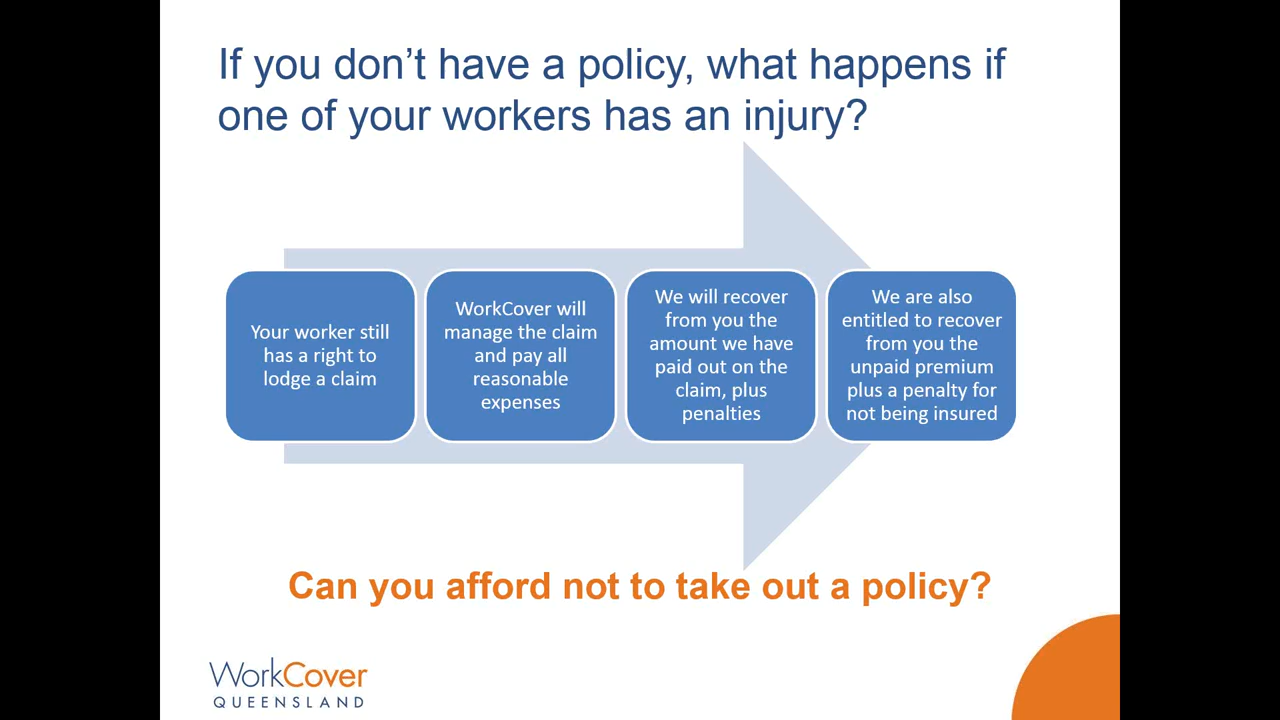 If you don’t have a policy, what happens if
one of your workers has an injury?
Your worker still
has a right to
lodge a claim
WorkCover will
manage the claim
and pay all
reasonable
expenses
We will recover
from you the
amount we have
paid out on the
claim, plus
penalties
We are also
entitled to recover
from you the
unpaid premium
plus a penalty for
not being insured
Can you afford not to take out a policy?
WorkCover
QUEENSLAND